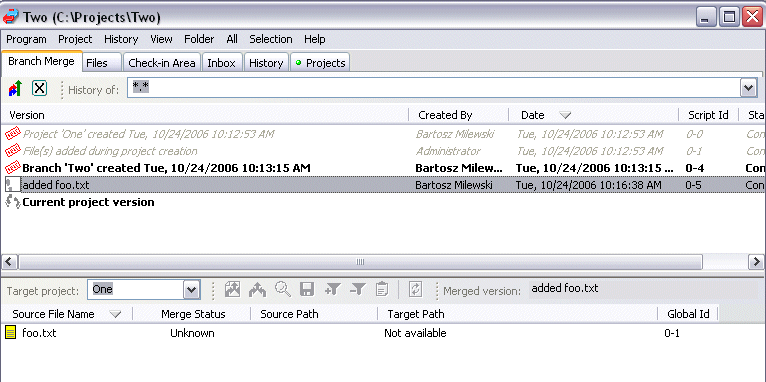 Two (C:\Projects\Two)
Program Project History View Folder All Selection Help
Branch Merge Files Check-in Area Inbox History Projects
History of: *.*
Version Created By Date Script Id Sta
Project 'One' created Tue, 10/24/2006 10:12:53 AM Bartosz Milewski Tue, 10/24/2006 10:12:53 AM 0-0 Con
File(s) added during project creation Administrator Tue, 10/24/2006 10:12:53 AM 0-1 Con
Branch 'Two' created Tue, 10/24/2006 10:13:15 AM Bartosz Milew... Tue, 10/24/2006 10:13:15 ... 0-4 Con
added foo.txt Bartosz Milewski Tue, 10/24/2006 10:16:38 AM 0-5 Con
Current project version
Target project: One Merged version: added foo.txt
Source File Name Merge Status Source Path Target Path Global Id
foo.txt Unknown Not available 0-1